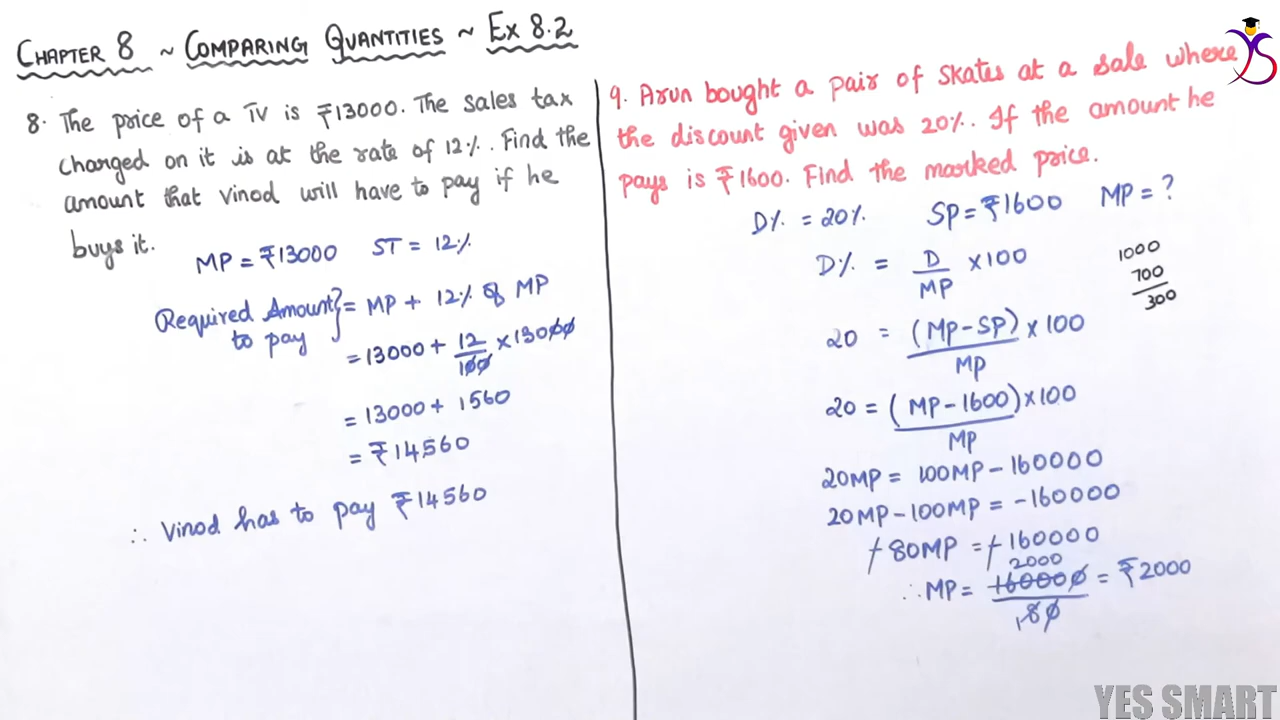 CHAPTER 8 ~ COMPARING QUANTITIES ~ Ex 8.2
8. The price of a TV is ₹13000. The sales tax
charged on it is at the rate of 12%. Find the
amount that Vinod will have to pay if he
buys it.
MP = ₹13000 ST = 12%
Required Amount to pay } = MP + 12% of MP
= 13000 + 12/100 × 13000
= 13000 + 1560
= ₹14,560
∴ Vinod has to pay ₹14560
9. Arun bought a pair of skates at a sale where
the discount given was 20%. If the amount he
pays is ₹1600. Find the marked price.
D% = 20% SP = ₹1600 MP = ?
D% = D/MP × 100
1000
700
300
20 = (MP-SP)/MP × 100
20 = (MP-1600)/MP × 100
20MP = 100MP - 160000
20MP - 100MP = -160000
-80MP = -160000
2000
∴ MP = 160000/80 = ₹2000
1
YES SMART